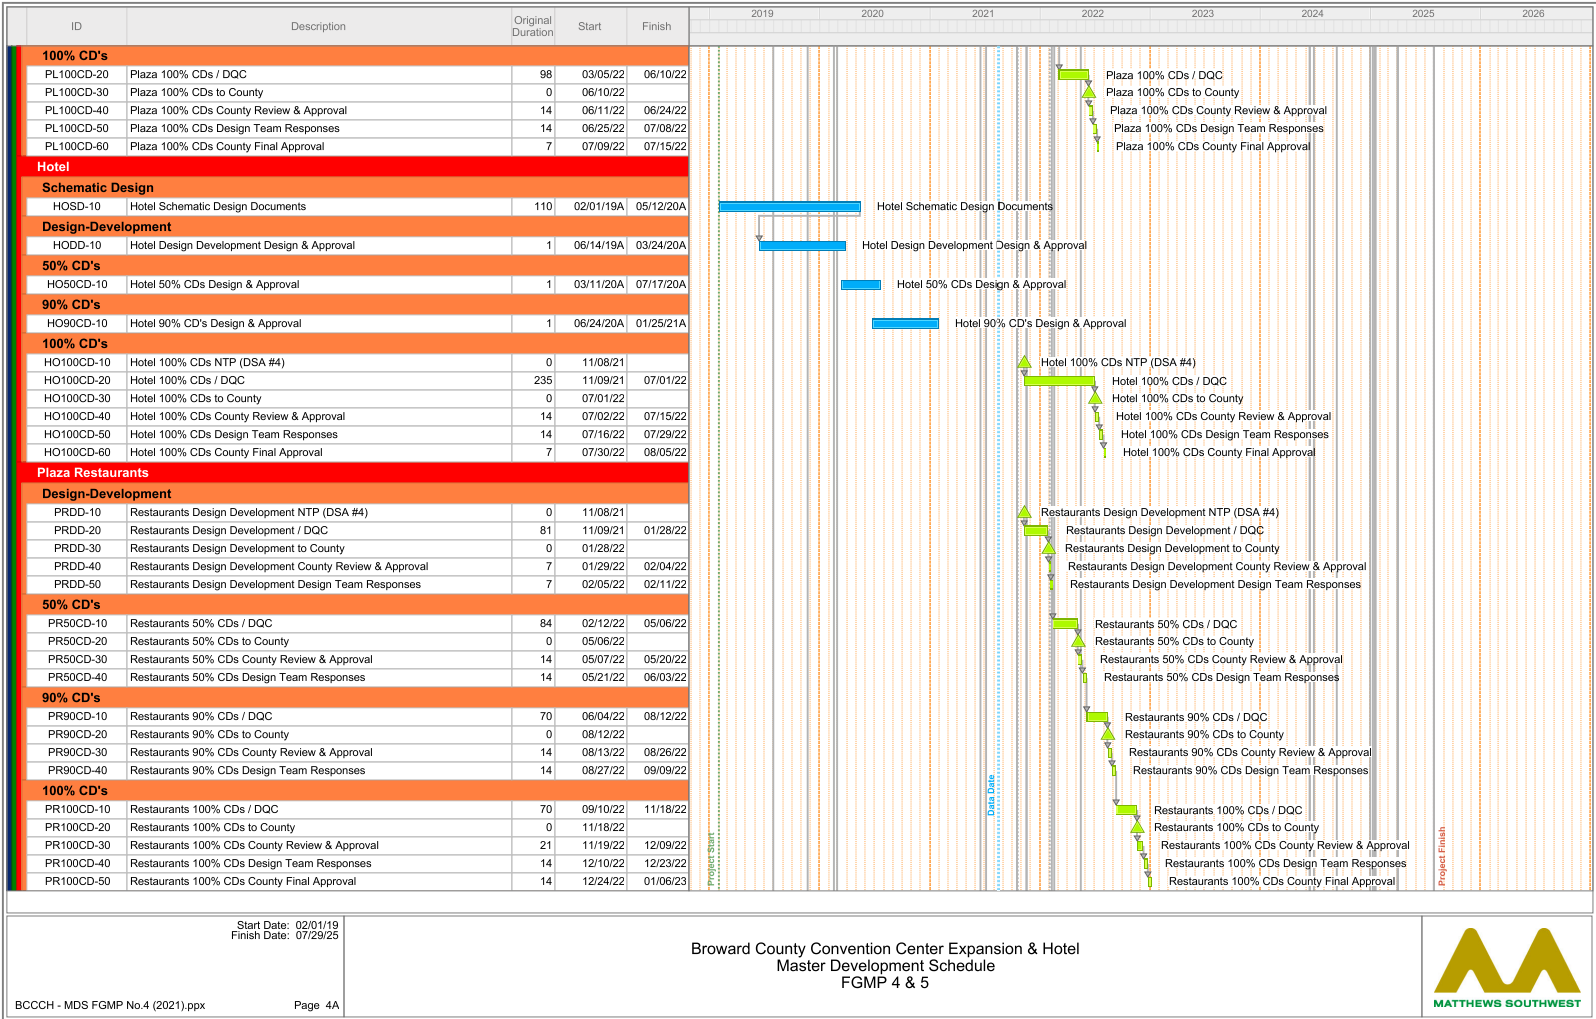 ID Description Original Duration Start Finish 2019 2020 2021 2022 2023 2024 2025 2026
100% CD's
PL100CD-20 Plaza 100% CDs / DQC 98 03/05/22 06/10/22 Plaza 100% CDs / DQC
PL100CD-30 Plaza 100% CDs to County 0 06/10/22 Plaza 100% CDs to County
PL100CD-40 Plaza 100% CDs County Review & Approval 14 06/11/22 06/24/22 Plaza 100% CDs County Review & Approval
PL100CD-50 Plaza 100% CDs Design Team Responses 14 06/25/22 07/08/22 Plaza 100% CDs Design Team Responses
PL100CD-60 Plaza 100% CDs County Final Approval 7 07/09/22 07/15/22 Plaza 100% CDs County Final Approval
Hotel
Schematic Design
HOSD-10 Hotel Schematic Design Documents 110 02/01/19A 05/12/20A Hotel Schematic Design Documents
Design-Development
HODD-10 Hotel Design Development Design & Approval 1 06/14/19A 03/24/20A Hotel Design Development Design & Approval
50% CD's
HO50CD-10 Hotel 50% CDs Design & Approval 1 03/11/20A 07/17/20A Hotel 50% CDs Design & Approval
90% CD's
HO90CD-10 Hotel 90% CD's Design & Approval 1 06/24/20A 01/25/21A Hotel 90% CD's Design & Approval
100% CD's
HO100CD-10 Hotel 100% CDs NTP (DSA #4) 0 11/08/21 Hotel 100% CDs NTP (DSA #4)
HO100CD-20 Hotel 100% CDs / DQC 235 11/09/21 07/01/22 Hotel 100% CDs / DQC
HO100CD-30 Hotel 100% CDs to County 0 07/01/22 Hotel 100% CDs to County
HO100CD-40 Hotel 100% CDs County Review & Approval 14 07/02/22 07/15/22 Hotel 100% CDs County Review & Approval
HO100CD-50 Hotel 100% CDs Design Team Responses 14 07/16/22 07/29/22 Hotel 100% CDs Design Team Responses
HO100CD-60 Hotel 100% CDs County Final Approval 7 07/30/22 08/05/22 Hotel 100% CDs County Final Approval
Plaza Restaurants
Design-Development
PRDD-10 Restaurants Design Development NTP (DSA #4) 0 11/08/21 Restaurants Design Development NTP (DSA #4)
PRDD-20 Restaurants Design Development / DQC 81 11/09/21 01/28/22 Restaurants Design Development / DQC
PRDD-30 Restaurants Design Development to County 0 01/28/22 Restaurants Design Development to County
PRDD-40 Restaurants Design Development County Review & Approval 7 01/29/22 02/04/22 Restaurants Design Development County Review & Approval
PRDD-50 Restaurants Design Development Design Team Responses 7 02/05/22 02/11/22 Restaurants Design Development Design Team Responses
50% CD's
PR50CD-10 Restaurants 50% CDs / DQC 84 02/12/22 05/06/22 Restaurants 50% CDs / DQC
PR50CD-20 Restaurants 50% CDs to County 0 05/06/22 Restaurants 50% CDs to County
PR50CD-30 Restaurants 50% CDs County Review & Approval 14 05/07/22 05/20/22 Restaurants 50% CDs County Review & Approval
PR50CD-40 Restaurants 50% CDs Design Team Responses 14 05/21/22 06/03/22 Restaurants 50% CDs Design Team Responses
90% CD's
PR90CD-10 Restaurants 90% CDs / DQC 70 06/04/22 08/12/22 Restaurants 90% CDs / DQC
PR90CD-20 Restaurants 90% CDs to County 0 08/12/22 Restaurants 90% CDs to County
PR90CD-30 Restaurants 90% CDs County Review & Approval 14 08/13/22 08/26/22 Restaurants 90% CDs County Review & Approval
PR90CD-40 Restaurants 90% CDs Design Team Responses 14 08/27/22 09/09/22 Restaurants 90% CDs Design Team Responses
100% CD's
PR100CD-10 Restaurants 100% CDs / DQC 70 09/10/22 11/18/22 Restaurants 100% CDs / DQC
PR100CD-20 Restaurants 100% CDs to County 0 11/18/22 Restaurants 100% CDs to County
PR100CD-30 Restaurants 100% CDs County Review & Approval 21 11/19/22 12/09/22 Restaurants 100% CDs County Review & Approval
PR100CD-40 Restaurants 100% CDs Design Team Responses 14 12/10/22 12/23/22 Restaurants 100% CDs Design Team Responses
PR100CD-50 Restaurants 100% CDs County Final Approval 14 12/24/22 01/06/23 Restaurants 100% CDs County Final Approval
Project Start
Data Date
Project Finish
Start Date: 02/01/19
Finish Date: 07/29/25
BCCCH - MDS FGMP No.4 (2021).ppx Page 4A
Broward County Convention Center Expansion & Hotel
Master Development Schedule
FGMP 4 & 5
MATTHEWS SOUTHWEST